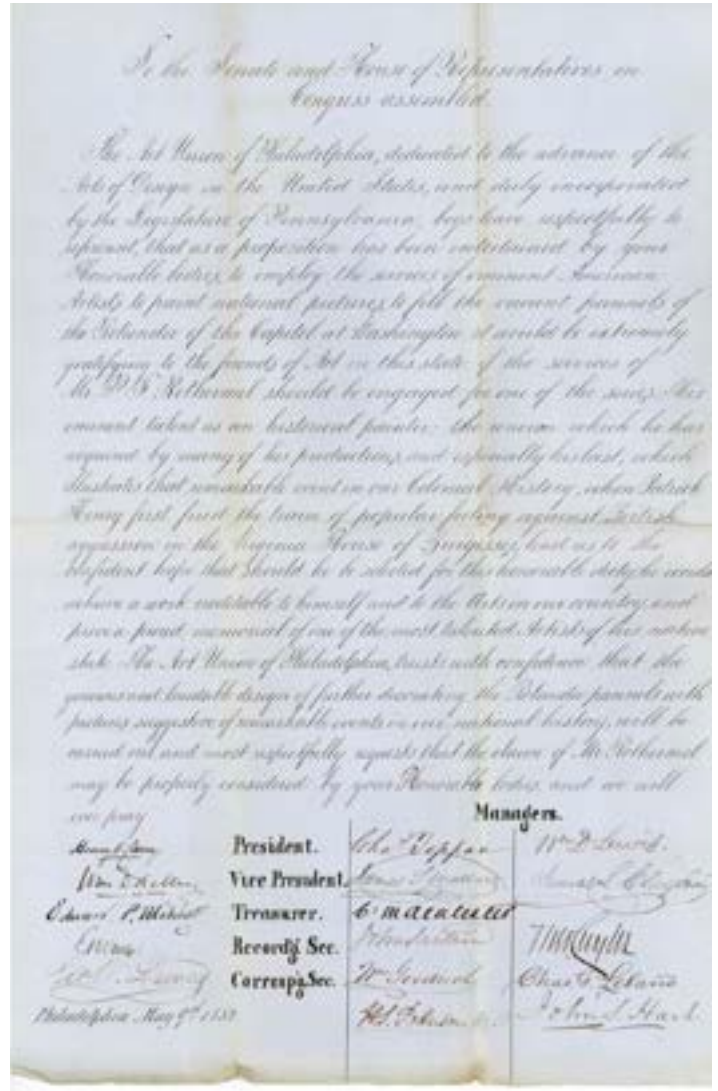 To the Senate and House of Representatives in
Congress assembled.
The Art Union of Philadelphia, dedicated to the advance of the
Arts of Design in the United States, and duly incorporated
by the Legislature of Pennsylvania, begs leave respectfully to
represent, that as a proposition has been entertained by your
Honourable bodies, to employ the services of eminent American
Artists to paint national pictures, to fill the vacant pannels of
the Rotunda of the Capitol at Washington it would be extremely
gratifying to the friends of Art in this state if the services of
Mr. Rothermel should be engaged for one of the series. His
eminent talent as an historical painter the renown which he has
acquired by many of his productions, and especially his last, which
illustrates that remarkable event in our Colonial History, when Patrick
Henry first fired the train of popular feeling against British
oppression in the Virginia House of Burgesses, lead us to the
confident hope that should he be selected for this honorable duty, he would
achieve a work creditable to himself and to the Arts in our country, and
prove a proud memorial of one of the most talented Artists of his native
state. The Art Union of Philadelphia, trusts with confidence that the
generous and laudable design of further decorating the Rotunda pannels with
pictures suggestive of remarkable events in our national history, will be
carried out and most respectfully requests that the claims of Mr Rothermel
may be properly considered by your Honorable bodies, and we will
ever pray
Managers.
President.
Wm D Lewis.
Vice President.
James S
Treasurer.
Record'g Sec.
Corresp'g Sec.
John S. Hart
Philadelphia May 9th